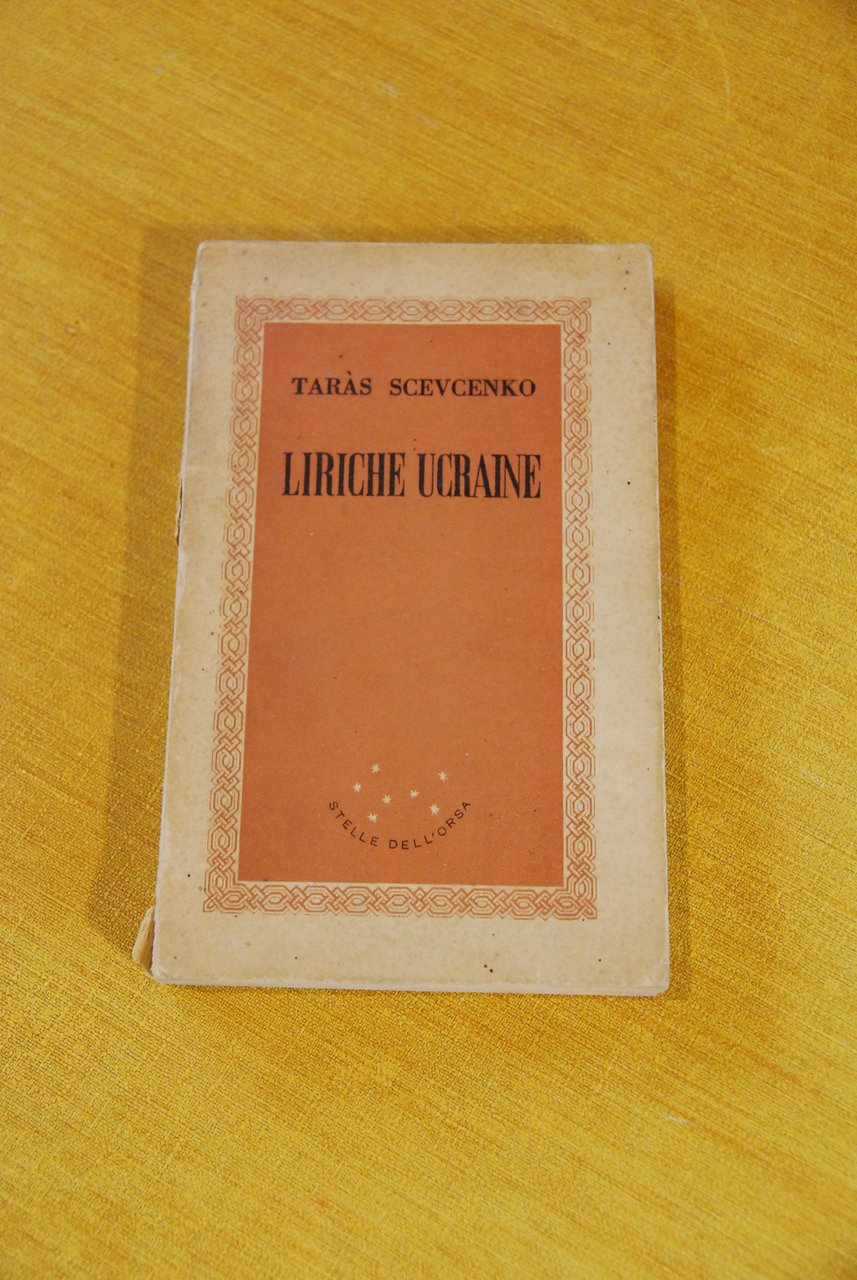 TARÀS SCEVCENKO
LIRICHE UCRAINE
STELLE DELL'ORSA